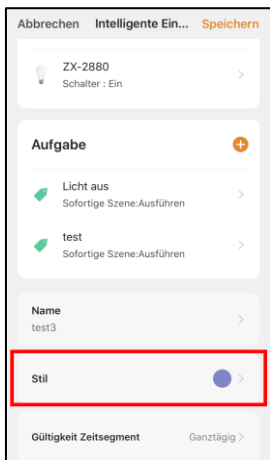 Abbrechen Intelligente Ein... Speichern
ZX-2880
Schalter : Ein
Aufgabe
Licht aus
Sofortige Szene:Ausführen
test
Sofortige Szene:Ausführen
Name
test3
Stil
Gültigkeit Zeitsegment Ganztägig